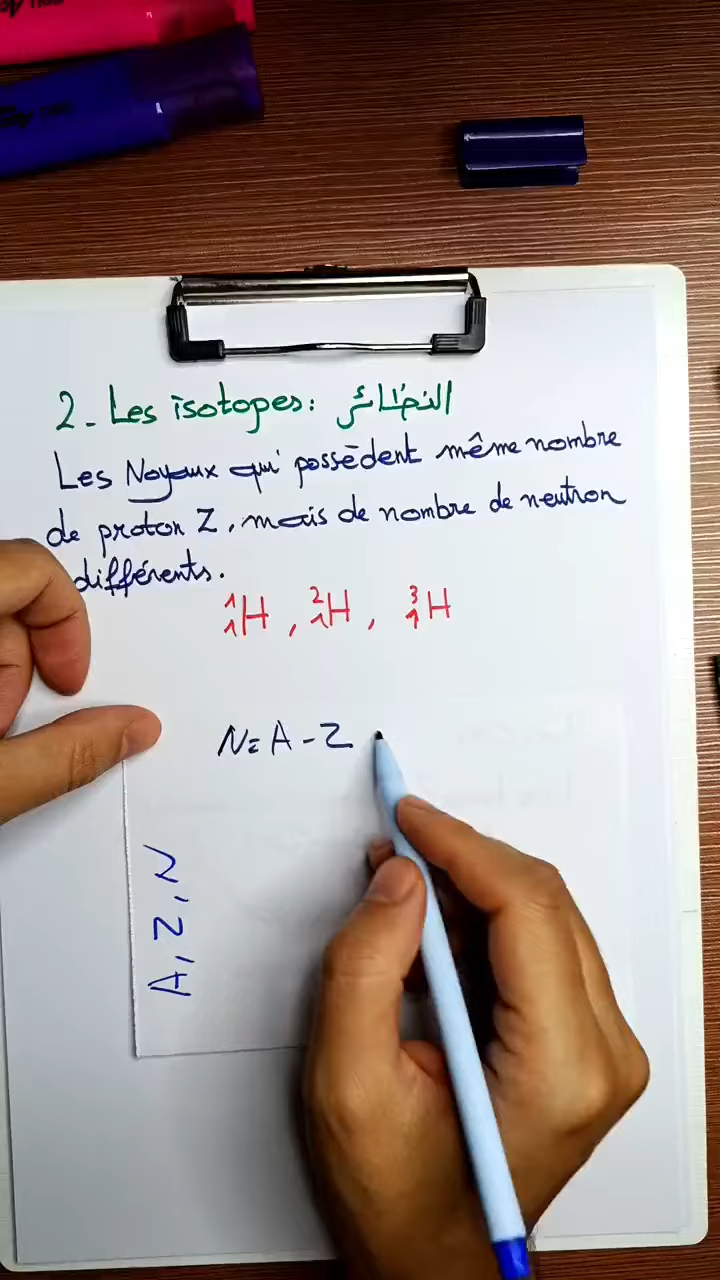 2_ Les isotopes: النظائر
Les Noyaux qui possèdent même nombre
de proton Z, mais de nombre de neutron
différents.
¹₁H, ²₁H, ³₁H
N= A - Z
A, Z, N